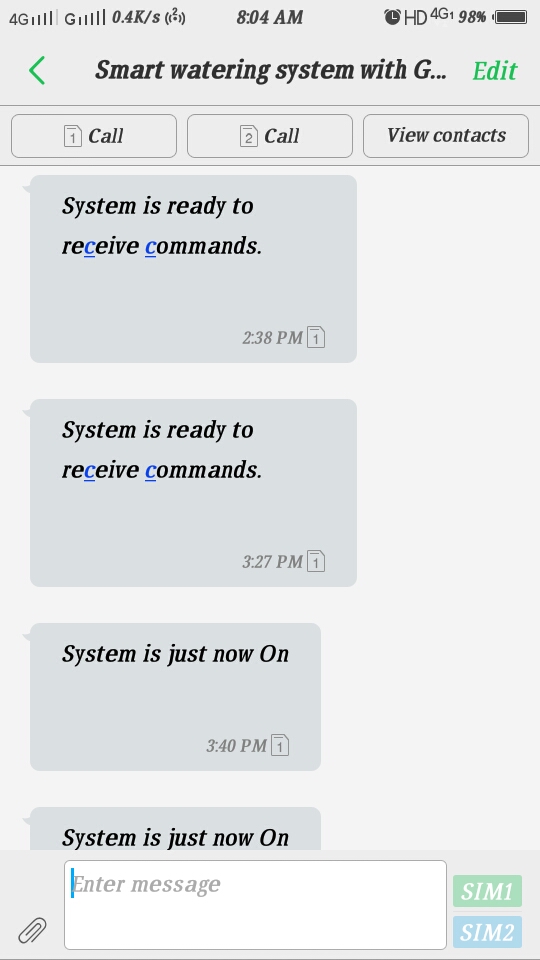 4G G 0.4K/s 2 8:04 AM HD 4G1 98%
Smart watering system with G... Edit
1 Call 2 Call View contacts
System is ready to
receive commands.
2:38 PM 1
System is ready to
receive commands.
3:27 PM 1
System is just now On
3:40 PM 1
System is just now On
Enter message
SIM1
SIM2